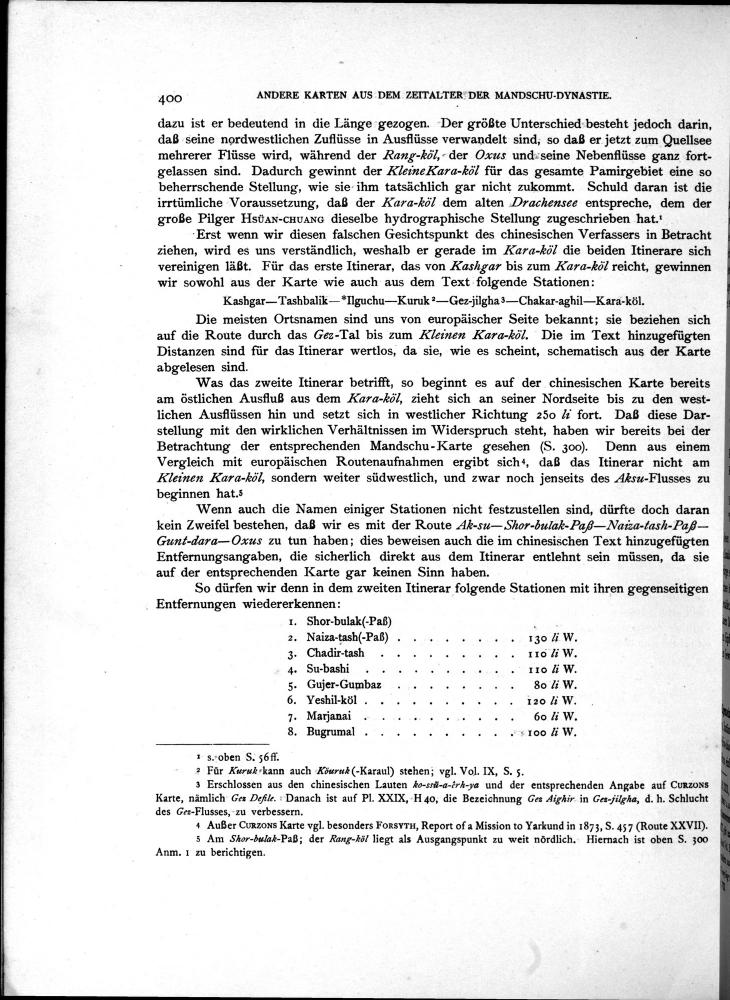 400 ANDERE KARTEN AUS DEM ZEITALTER DER MANDSCHU-DYNASTIE.
dazu ist er bedeutend in die Länge gezogen. Der größte Unterschied besteht jedoch darin,
daß seine nordwestlichen Zuflüsse in Ausflüsse verwandelt sind, so daß er jetzt zum Quellsee
mehrerer Flüsse wird, während der Rang-köl, der Oxus und seine Nebenflüsse ganz fort-
gelassen sind. Dadurch gewinnt der Kleine Kara-köl für das gesamte Pamirgebiet eine so
beherrschende Stellung, wie sie ihm tatsächlich gar nicht zukommt. Schuld daran ist die
irrtümliche Voraussetzung, daß der Kara-köl dem alten Drachensee entspreche, dem der
große Pilger HSÜAN-CHUANG dieselbe hydrographische Stellung zugeschrieben hat.¹
Erst wenn wir diesen falschen Gesichtspunkt des chinesischen Verfassers in Betracht
ziehen, wird es uns verständlich, weshalb er gerade im Kara-köl die beiden Itinerare sich
vereinigen läßt. Für das erste Itinerar, das von Kashgar bis zum Kara-köl reicht, gewinnen
wir sowohl aus der Karte wie auch aus dem Text folgende Stationen:
Kashgar—Tashbalik—*Ilguchu—Kuruk²—Gez-jilgha³—Chakar-aghil—Kara-köl.
Die meisten Ortsnamen sind uns von europäischer Seite bekannt; sie beziehen sich
auf die Route durch das Gez-Tal bis zum Kleinen Kara-köl. Die im Text hinzugefügten
Distanzen sind für das Itinerar wertlos, da sie, wie es scheint, schematisch aus der Karte
abgelesen sind.
Was das zweite Itinerar betrifft, so beginnt es auf der chinesischen Karte bereits
am östlichen Ausfluß aus dem Kara-köl, zieht sich an seiner Nordseite bis zu den west-
lichen Ausflüssen hin und setzt sich in westlicher Richtung 250 li fort. Daß diese Dar-
stellung mit den wirklichen Verhältnissen im Widerspruch steht, haben wir bereits bei der
Betrachtung der entsprechenden Mandschu-Karte gesehen (S. 300). Denn aus einem
Vergleich mit europäischen Routenaufnahmen ergibt sich⁴, daß das Itinerar nicht am
Kleinen Kara-köl, sondern weiter südwestlich, und zwar noch jenseits des Aksu-Flusses zu
beginnen hat.⁵
Wenn auch die Namen einiger Stationen nicht festzustellen sind, dürfte doch daran
kein Zweifel bestehen, daß wir es mit der Route Ak-su—Shor-bulak-Paß—Naiza-tash-Paß—
Gunt-dara—Oxus zu tun haben; dies beweisen auch die im chinesischen Text hinzugefügten
Entfernungsangaben, die sicherlich direkt aus dem Itinerar entlehnt sein müssen, da sie
auf der entsprechenden Karte gar keinen Sinn haben.
So dürfen wir denn in dem zweiten Itinerar folgende Stationen mit ihren gegenseitigen
Entfernungen wiedererkennen:
1. Shor-bulak(-Paß)
2. Naiza-tash(-Paß) . . . . . . . . 130 li W.
3. Chadir-tash . . . . . . . . . 110 li W.
4. Su-bashi . . . . . . . . . . 110 li W.
5. Gujer-Gumbaz . . . . . . . . 80 li W.
6. Yeshil-köl . . . . . . . . . . 120 li W.
7. Marjanai . . . . . . . . . . 60 li W.
8. Bugrumal . . . . . . . . . . 100 li W.
¹ s. oben S. 56ff.
² Für Kuruk kann auch Köuruk (-Karaul) stehen; vgl. Vol. IX, S. 5.
³ Erschlossen aus den chinesischen Lauten ko-ssŭ-a-ïrh-ya und der entsprechenden Angabe auf CURZONS
Karte, nämlich Gez Defile. Danach ist auf Pl. XXIX, H 40, die Bezeichnung Gez Aighir in Gez-jilgha, d. h. Schlucht
des Gez-Flusses, zu verbessern.
⁴ Außer CURZONS Karte vgl. besonders FORSYTH, Report of a Mission to Yarkund in 1873, S. 457 (Route XXVII).
⁵ Am Shor-bulak-Paß; der Rang-köl liegt als Ausgangspunkt zu weit nördlich. Hiernach ist oben S. 300
Anm. 1 zu berichtigen.